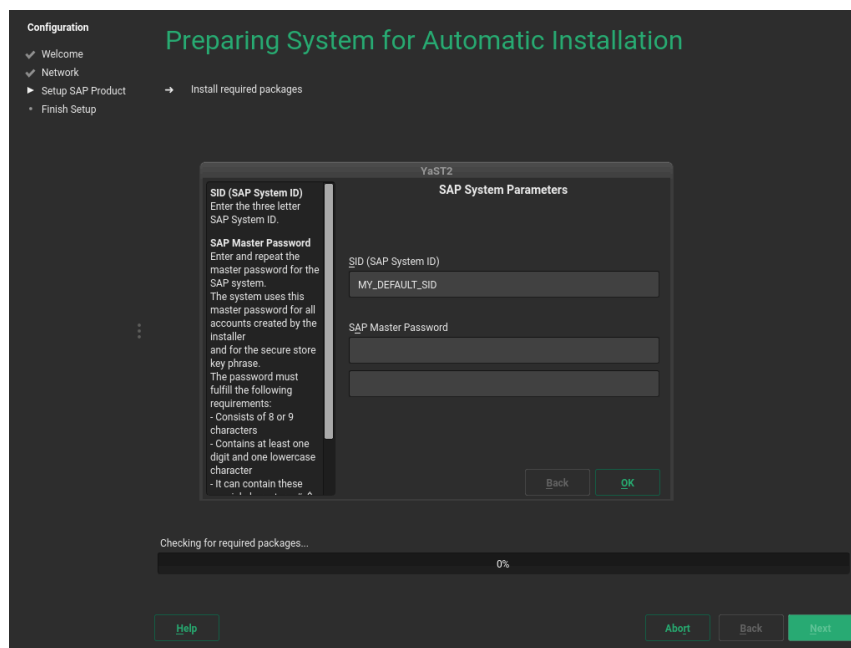 Configuration
Welcome
Network
Setup SAP Product
Finish Setup
Preparing System for Automatic Installation
Install required packages
YaST2
SID (SAP System ID)
Enter the three letter
SAP System ID.
SAP Master Password
Enter and repeat the
master password for the
SAP system.
The system uses this
master password for all
accounts created by the
installer
and for the secure store
key phrase.
The password must
fulfill the following
requirements:
- Consists of 8 or 9
characters
- Contains at least one
digit and one lowercase
character
- It can contain these
SAP System Parameters
SID (SAP System ID)
MY_DEFAULT_SID
SAP Master Password
Back
OK
Checking for required packages...
0%
Help
Abort
Back
Next